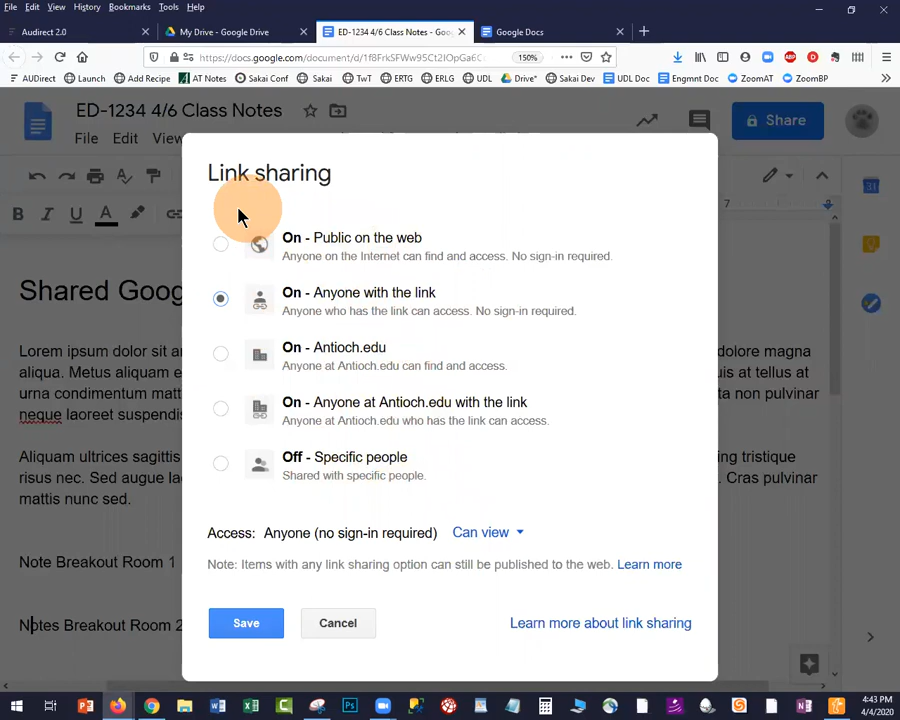 File Edit View History Bookmarks Tools Help
Audirect 2.0 My Drive - Google Drive ED-1234 4/6 Class Notes - Goo Google Docs
https://docs.google.com/document/d/1 150%
AUDirect Launch Add Recipe AT Notes Sakai Conf Sakai TwT ERTG ERLG UDL Drive* Sakai Dev UDL Doc Engmnt Doc ZoomAT ZoomBP
ED-1234 4/6 Class Notes
Share
File Edit View
B I U A
7
31
Link sharing
On - Public on the web
Anyone on the Internet can find and access. No sign-in required.
On - Anyone with the link
Anyone who has the link can access. No sign-in required.
On - Antioch.edu
Anyone at Antioch.edu can find and access.
On - Anyone at Antioch.edu with the link
Anyone at Antioch.edu who has the link can access.
Off - Specific people
Shared with specific people.
Access: Anyone (no sign-in required) Can view
Note: Items with any link sharing option can still be published to the web. Learn more
Save Cancel Learn more about link sharing
Shared Goog
Lorem ipsum dolor sit a dolore magna
aliqua. Metus aliquam e uis at tellus at
urna condimentum matt ta non pulvinar
neque laoreet suspendis
Aliquam ultrices sagittis ing tristique
risus nec. Sed augue la Cras pulvinar
mattis nunc sed.
Note Breakout Room 1
Notes Breakout Room 2
4:43 PM
4/4/2020